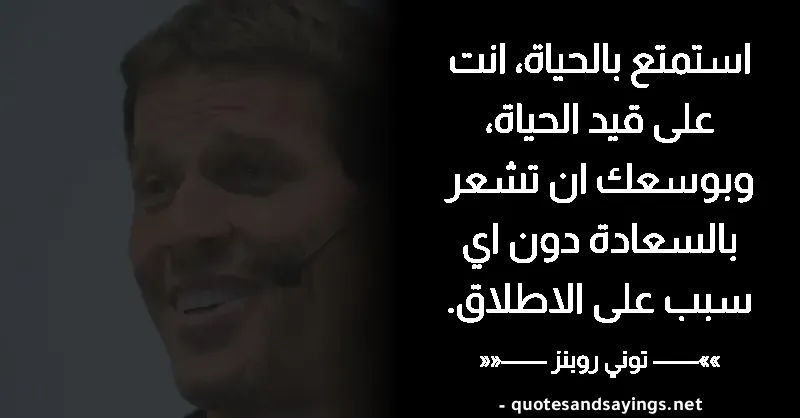 استمتع بالحياة، انت
على قيد الحياة،
وبوسعك ان تشعر
بالسعادة دون اي
سبب على الاطلاق.
»»——— توني روبنز ———««
- quotesandsayings.net